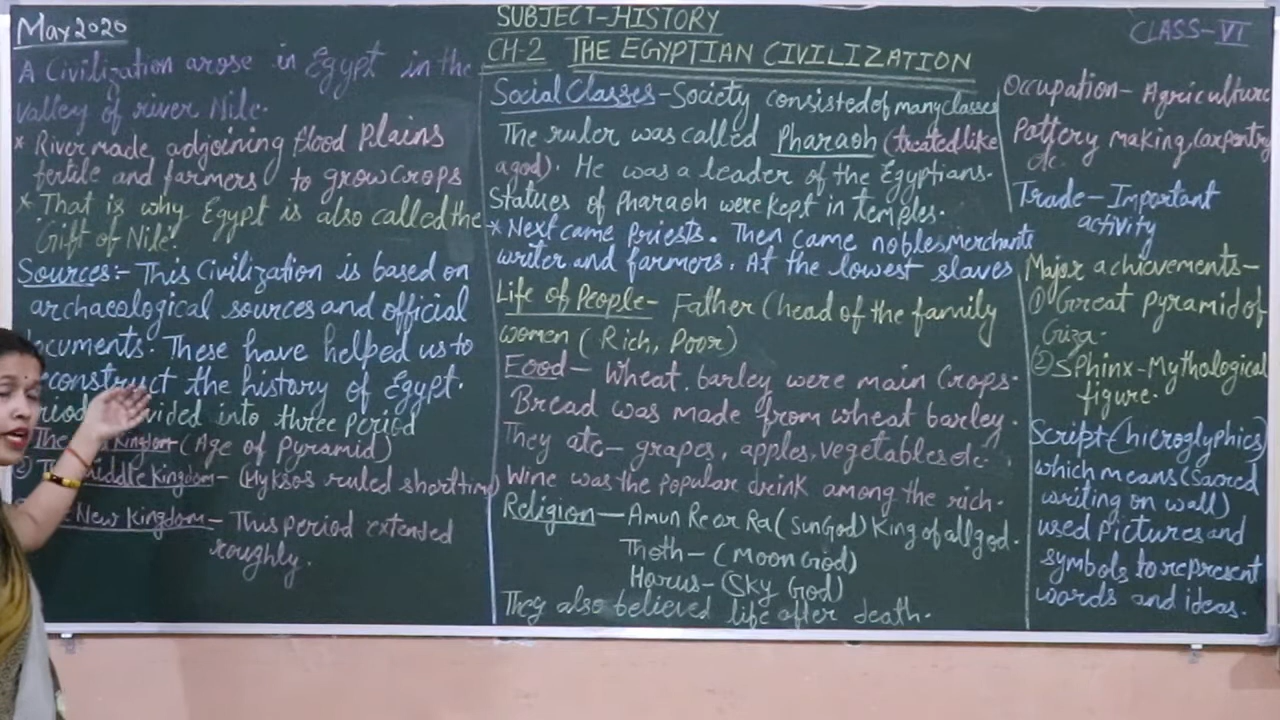 May 2020
SUBJECT-HISTORY
CLASS-VI
CH-2 THE EGYPTIAN CIVILIZATION
A Civilization arose in Egypt in the
valley of river Nile.
* River made adjoining flood plains
fertile and farmers to grow crops
* That is why Egypt is also called the
Gift of Nile.
Sources:- This Civilization is based on
archaeological sources and official
ocuments. These have helped us to
construct the history of Egypt.
vided into three Period
The Kingdom (Age of Pyramid)
Middle Kingdom- (Hyksos ruled short time)
New Kingdom- This period extended
roughly.
Social Classes- Society consisted of many classes
The ruler was called Pharaoh (treated like
a god). He was a leader of the Egyptians.
Statues of Pharaoh were kept in temples.
* Next came Priests. Then came nobles Merchants
writer and farmers. At the lowest slaves
Life of People- Father (head of the family
women (Rich, Poor)
Food- Wheat, barley were main Crops.
Bread was made from wheat barley.
They ate- grapes, apples, vegetables etc.
Wine was the popular drink among the rich.
Religion- Amun Re or Ra (Sun God) King of all god.
Thoth- (Moon God)
Horus- (Sky God)
They also believed life after death.
Occupation- Agriculture
Pottery making, Carpentry
etc.
Trade- Important
activity
Major achievements-
① Great Pyramid of
Giza.
② Sphinx-Mythological
figure.
Script- (hieroglyphics)
which means (Sacred
writing on wall)
used Pictures and
symbols to represent
words and ideas.